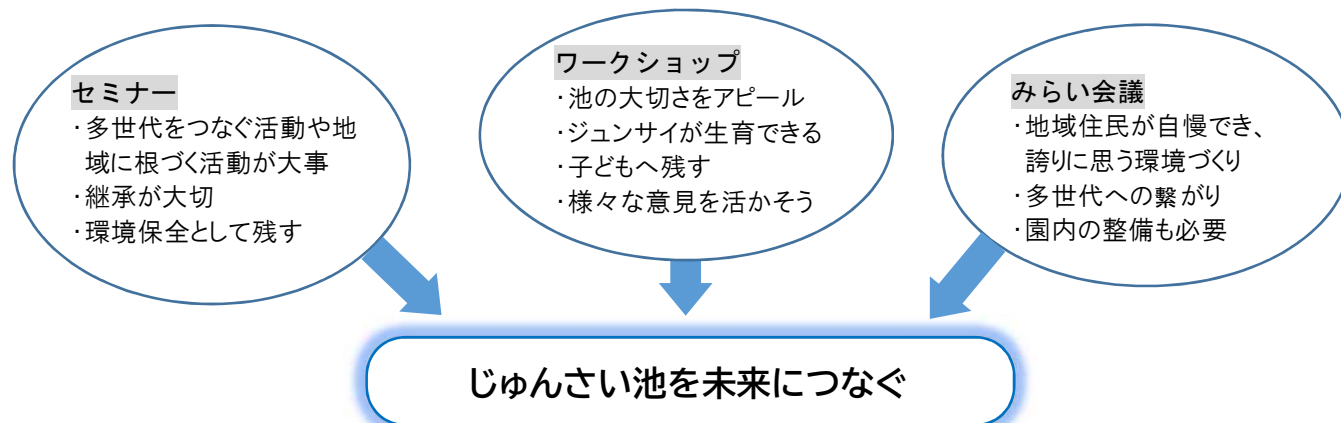 セミナー
・多世代をつなぐ活動や地
域に根づく活動が大事
・継承が大切
・環境保全として残す
ワークショップ
・池の大切さをアピール
・ジュンサイが生育できる
・子どもへ残す
・様々な意見を活かそう
みらい会議
・地域住民が自慢でき、
誇りに思う環境づくり
・多世代への繋がり
・園内の整備も必要
じゅんさい池を未来につなぐ